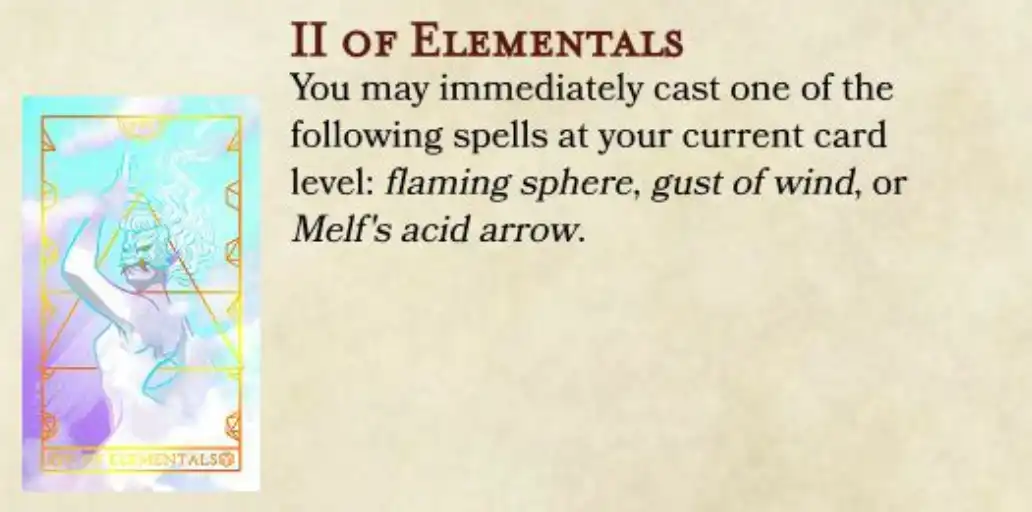 II of Elementals
You may immediately cast one of the
following spells at your current card
level: flaming sphere, gust of wind, or
Melf's acid arrow.
ELEMENTALS